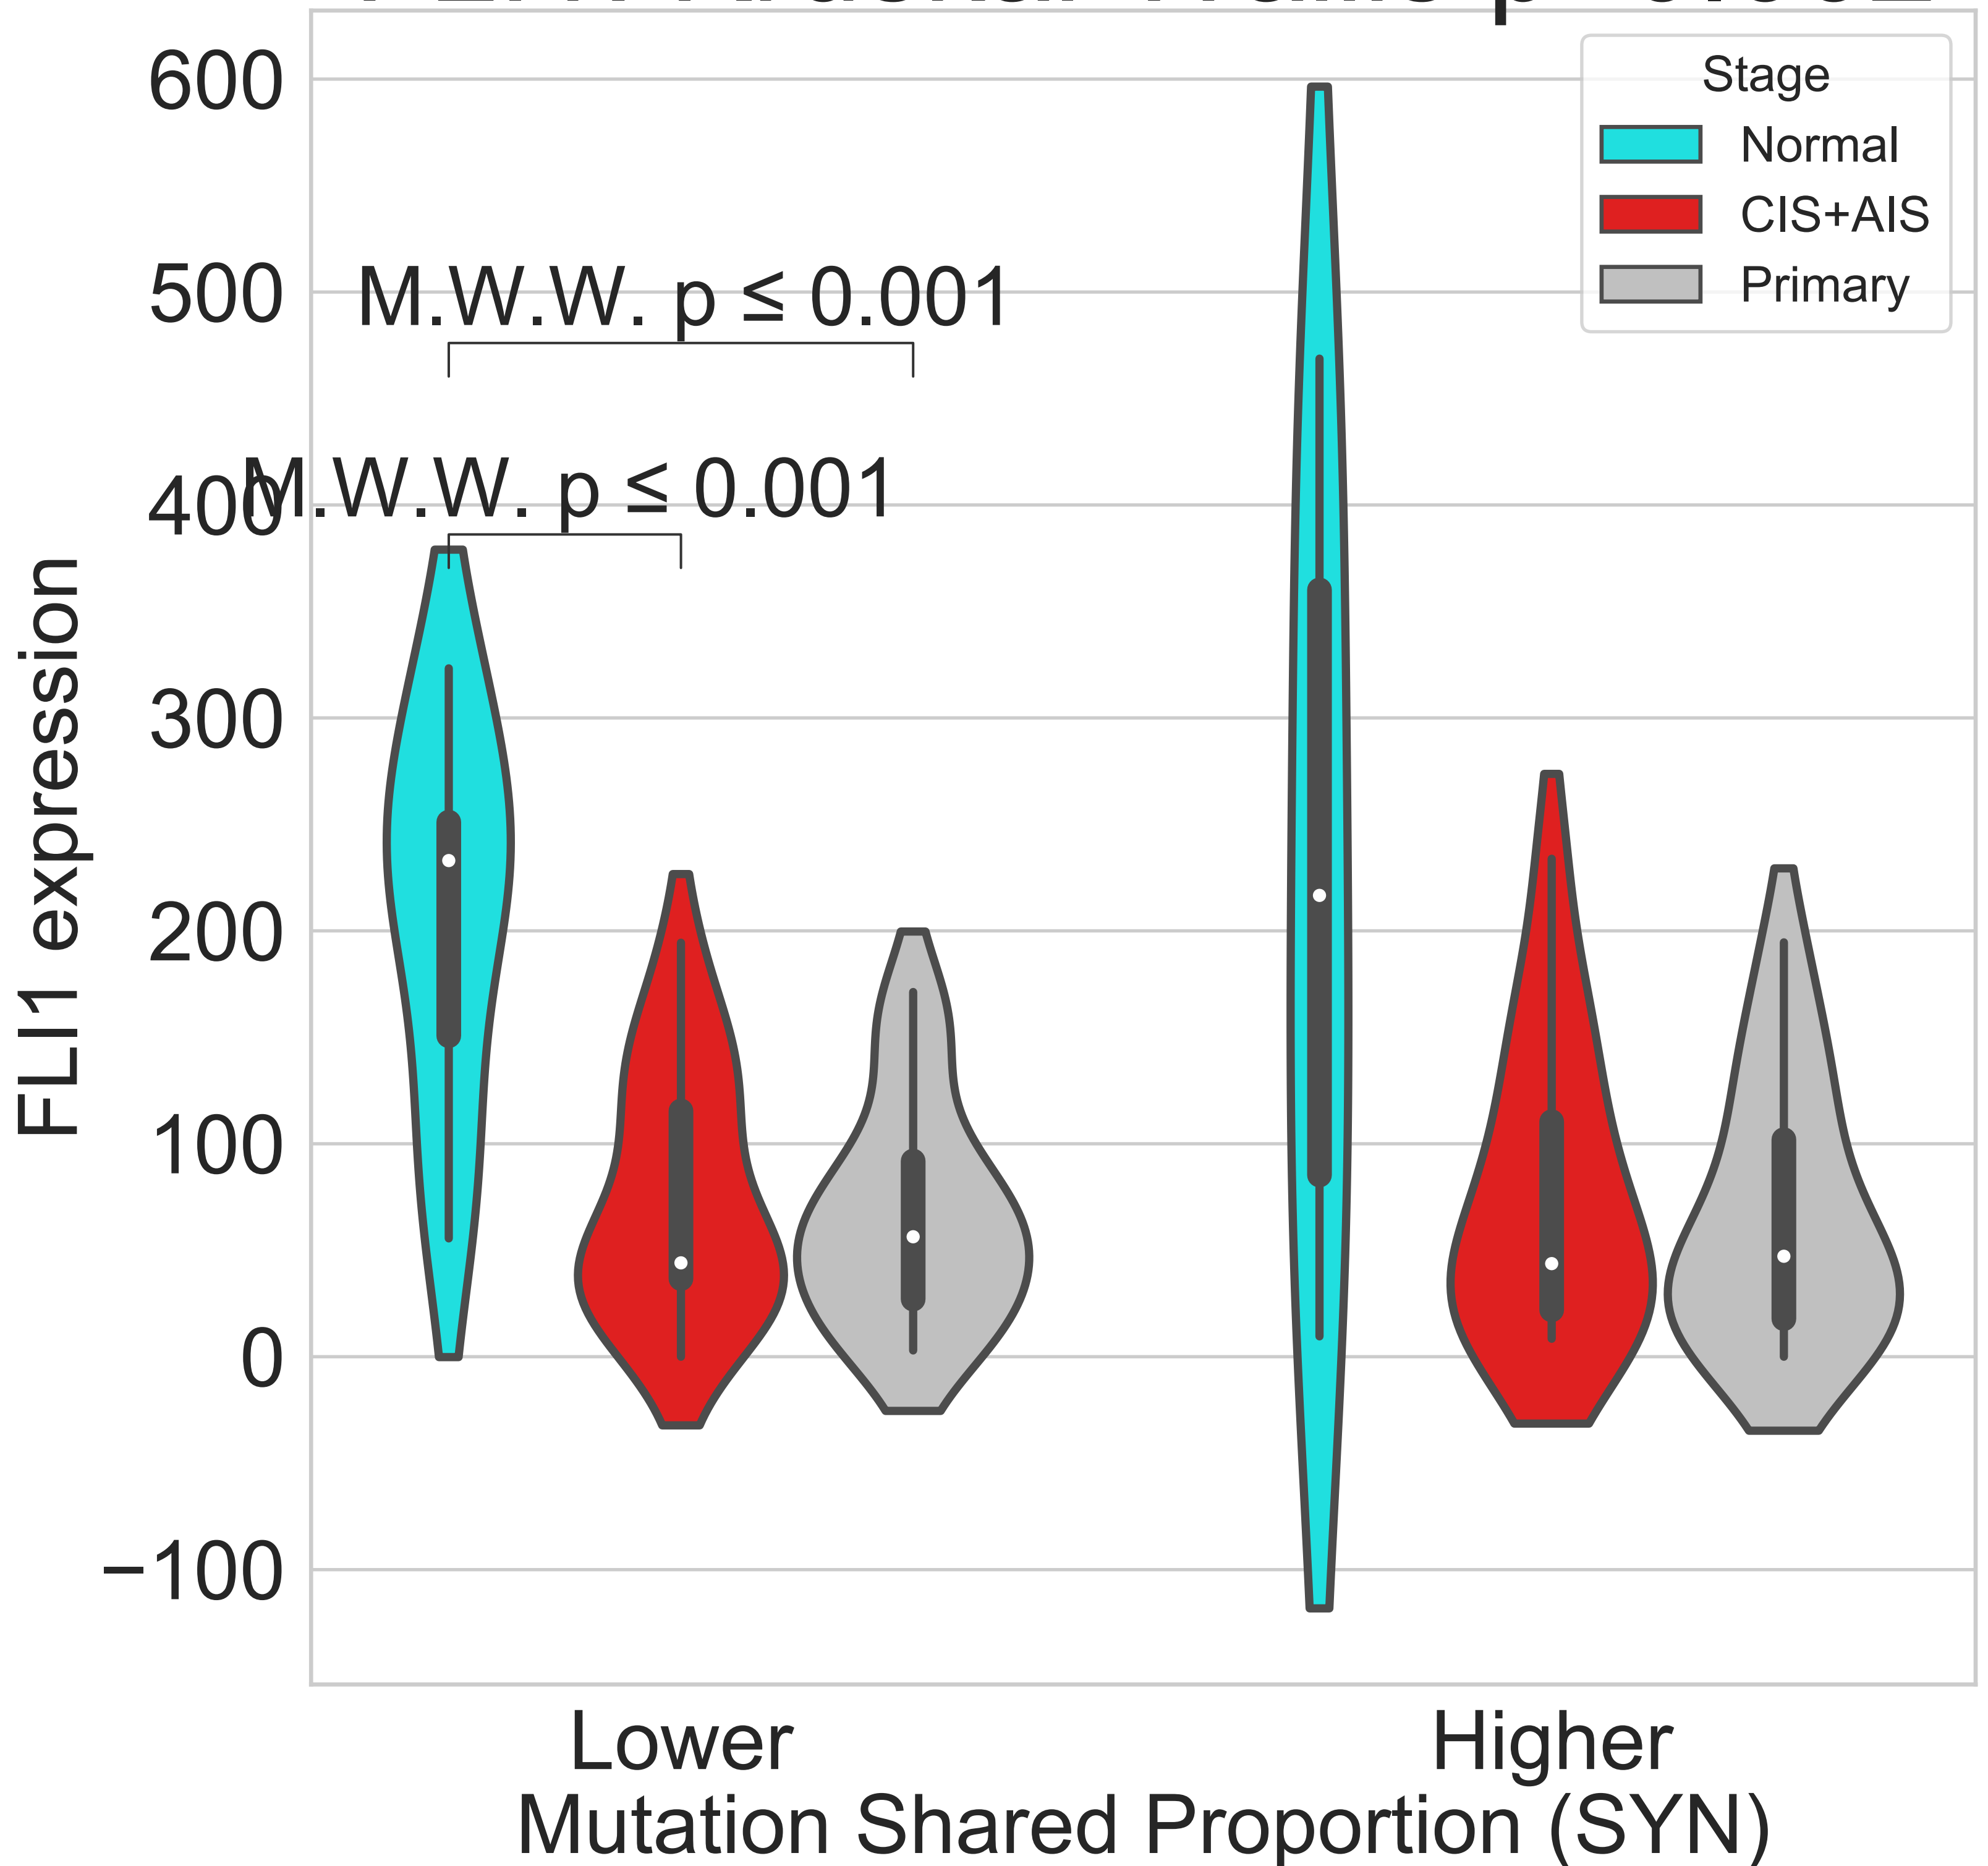 Stage
Normal
CIS+AIS
Primary
M.W.W. p ≤ 0.001
M.W.W. p ≤ 0.001
FLI1 expression
600
500
400
300
200
100
0
−100
Lower
Higher
Mutation Shared Proportion (SYN)